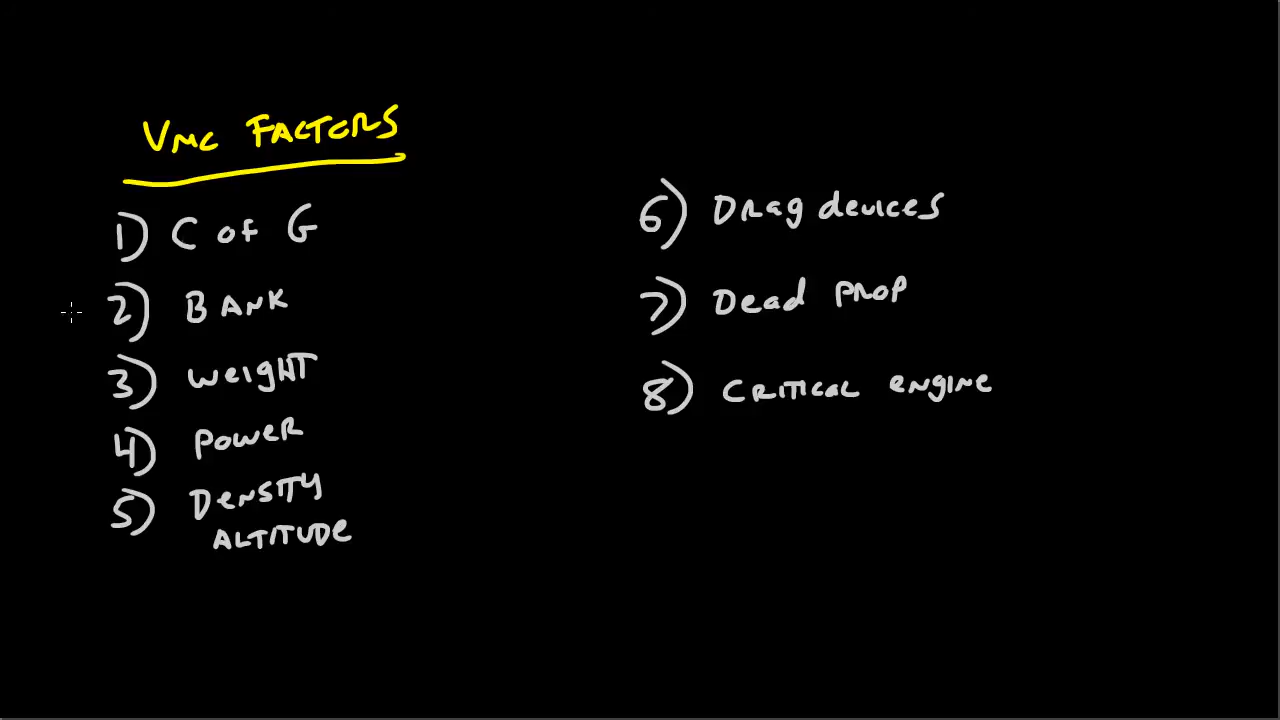 VMC FACTORS
1) C of G
2) BANK
3) WeigHT
4) POWER
5) DENSITY
ALTITUDE
6) DRag devices
7) Dead PROP
8) CRITICAL engine